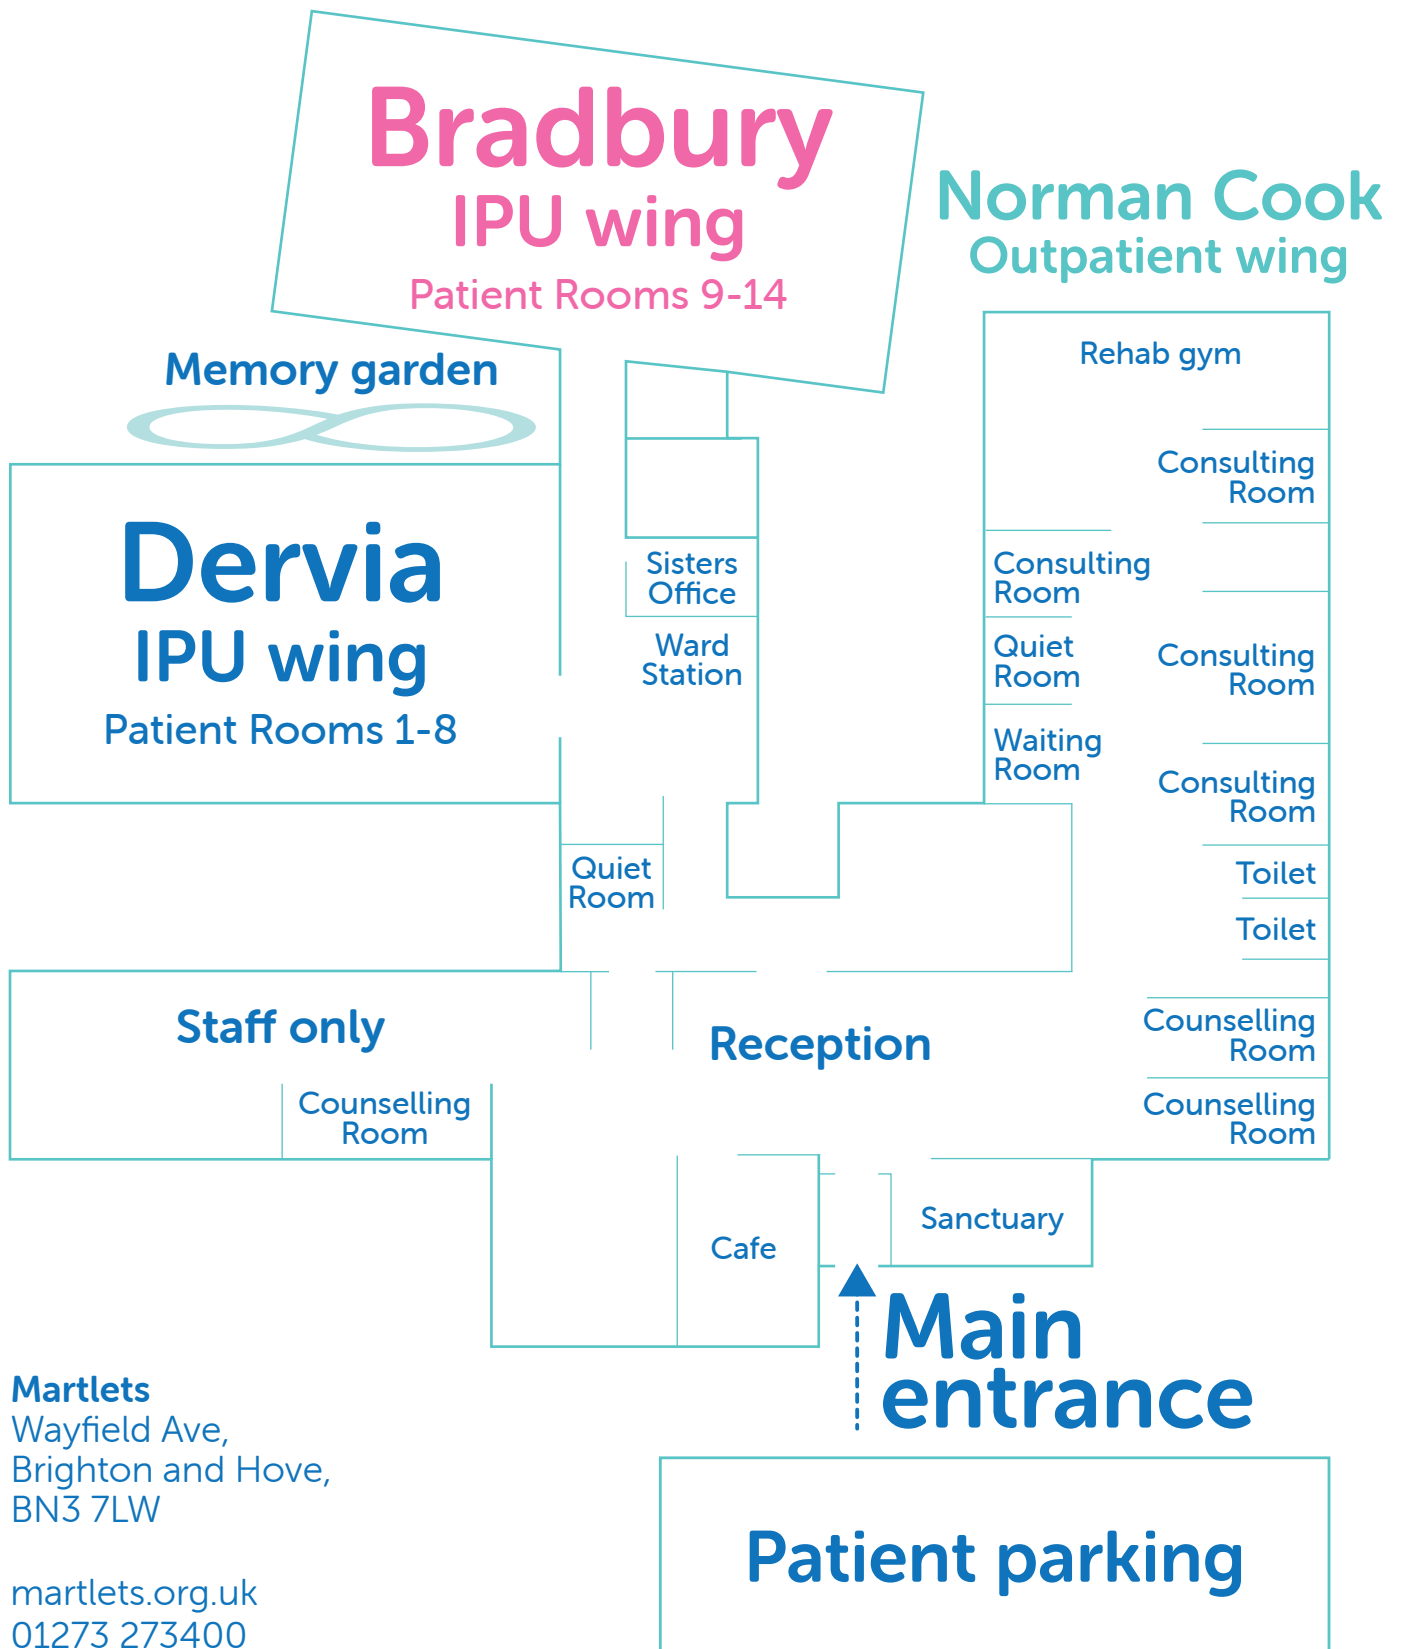 Bradbury
IPU wing
Patient Rooms 9-14
Norman Cook
Outpatient wing
Memory garden
Rehab gym
Consulting
Room
Dervia
IPU wing
Patient Rooms 1-8
Sisters
Office
Ward
Station
Consulting
Room
Quiet
Room
Waiting
Room
Consulting
Room
Consulting
Room
Toilet
Toilet
Quiet
Room
Staff only
Reception
Counselling
Room
Counselling
Room
Counselling
Room
Cafe
Sanctuary
Main
entrance
Patient parking
Martlets
Wayfield Ave,
Brighton and Hove,
BN3 7LW
martlets.org.uk
01273 273400